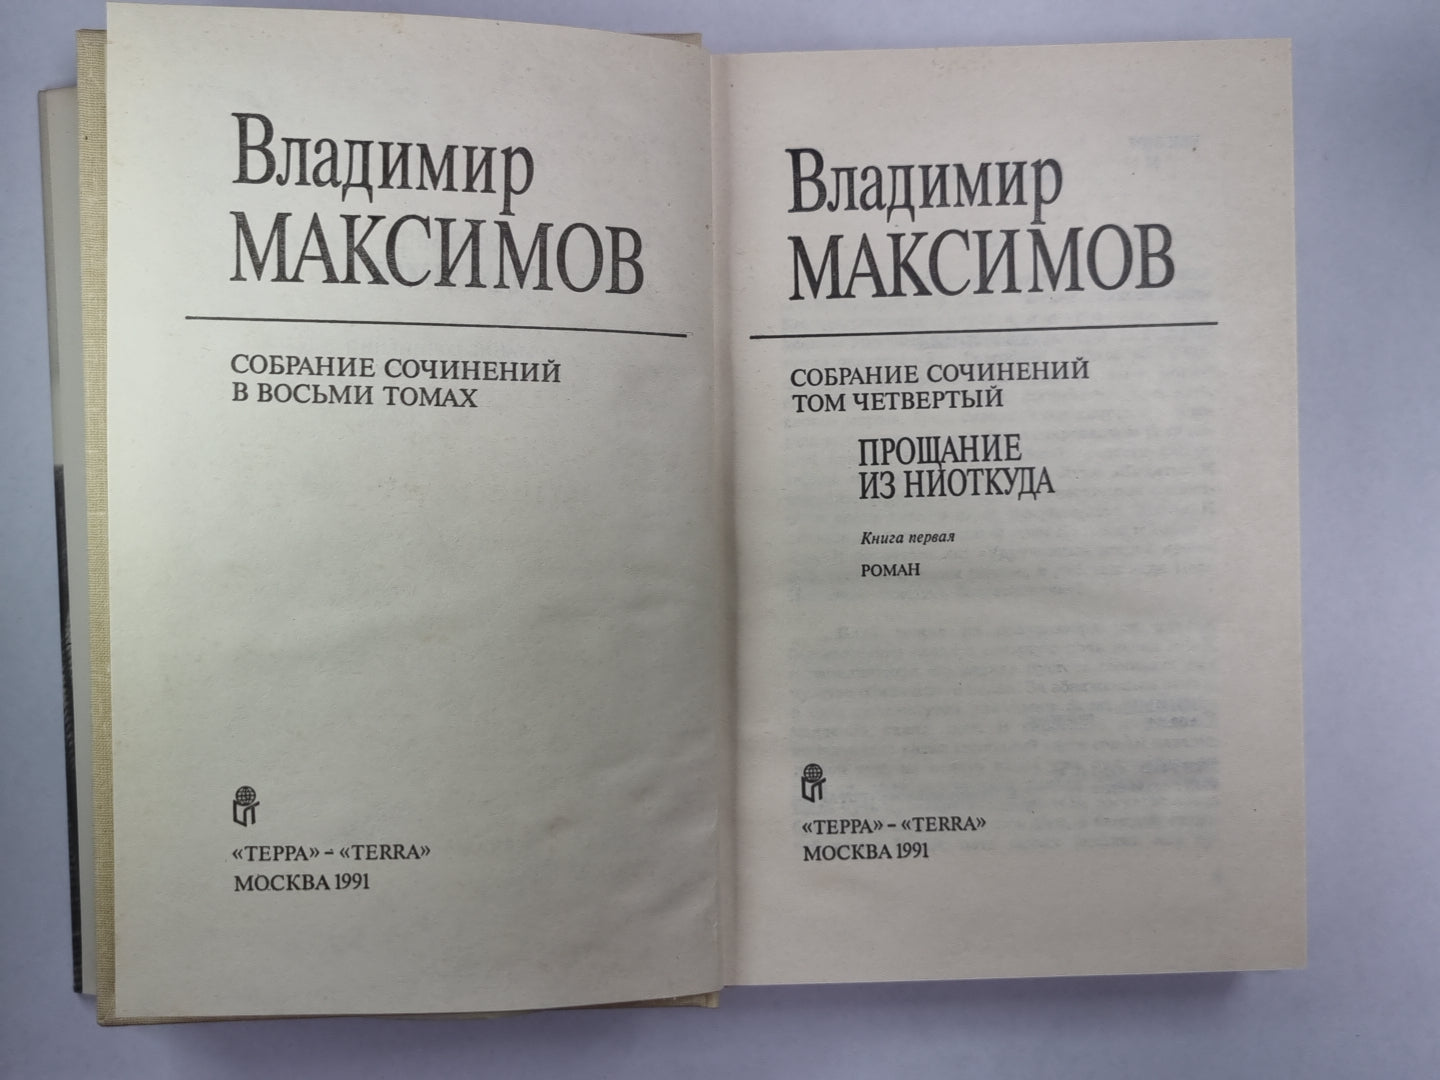 Владимир
МАКСИМОВ
СОБРАНИЕ СОЧИНЕНИЙ
В ВОСЬМИ ТОМАХ
«ТЕРРА» – «TERRA»
МОСКВА 1991
Владимир
МАКСИМОВ
СОБРАНИЕ СОЧИНЕНИЙ
ТОМ ЧЕТВЕРТЫЙ
ПРОЩАНИЕ
ИЗ НИОТКУДА
Книга первая
РОМАН
«ТЕРРА» – «TERRA»
МОСКВА 1991